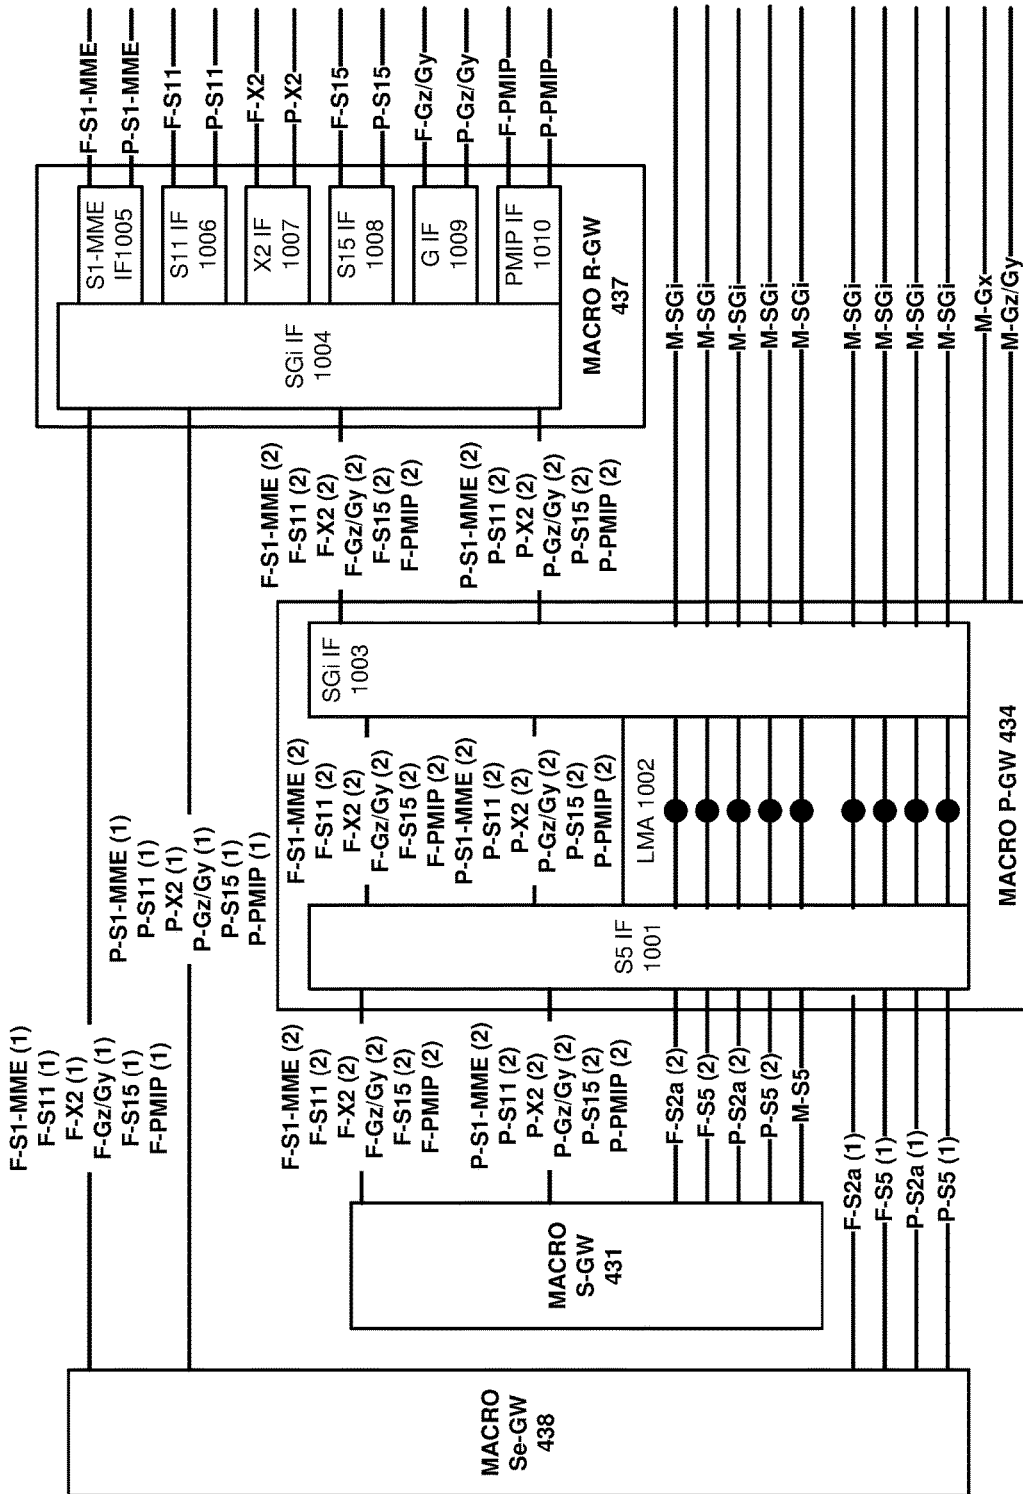 F-S1-MME (1)
F-S11 (1)
F-X2 (1)
F-Gz/Gy (1)
F-S15 (1)
F-PMIP (1)
P-S1-MME (1)
P-S11 (1)
P-X2 (1)
P-Gz/Gy (1)
P-S15 (1)
P-PMIP (1)
MACRO
Se-GW
438
MACRO
S-GW
431
F-S1-MME (2)
F-S11 (2)
F-X2 (2)
F-Gz/Gy (2)
F-S15 (2)
F-PMIP (2)
P-S1-MME (2)
P-S11 (2)
P-X2 (2)
P-Gz/Gy (2)
P-S15 (2)
P-PMIP (2)
F-S2a (2)
F-S5 (2)
P-S2a (2)
P-S5 (2)
M-S5
F-S2a (1)
F-S5 (1)
P-S2a (1)
P-S5 (1)
S5 IF
1001
F-S1-MME (2)
F-S11 (2)
F-X2 (2)
F-Gz/Gy (2)
F-S15 (2)
F-PMIP (2)
P-S1-MME (2)
P-S11 (2)
P-X2 (2)
P-Gz/Gy (2)
P-S15 (2)
P-PMIP (2)
LMA 1002
SGi IF
1003
MACRO P-GW 434
F-S1-MME (2)
F-S11 (2)
F-X2 (2)
F-Gz/Gy (2)
F-S15 (2)
F-PMIP (2)
P-S1-MME (2)
P-S11 (2)
P-X2 (2)
P-Gz/Gy (2)
P-S15 (2)
P-PMIP (2)
SGi IF
1004
S1-MME
IF1005
S11 IF
1006
X2 IF
1007
S15 IF
1008
G IF
1009
PMIP IF
1010
MACRO R-GW
437
F-S1-MME
P-S1-MME
F-S11
P-S11
F-X2
P-X2
F-S15
P-S15
F-Gz/Gy
P-Gz/Gy
F-PMIP
P-PMIP
M-SGi
M-SGi
M-SGi
M-SGi
M-SGi
M-SGi
M-SGi
M-SGi
M-SGi
M-Gx
M-Gz/Gy